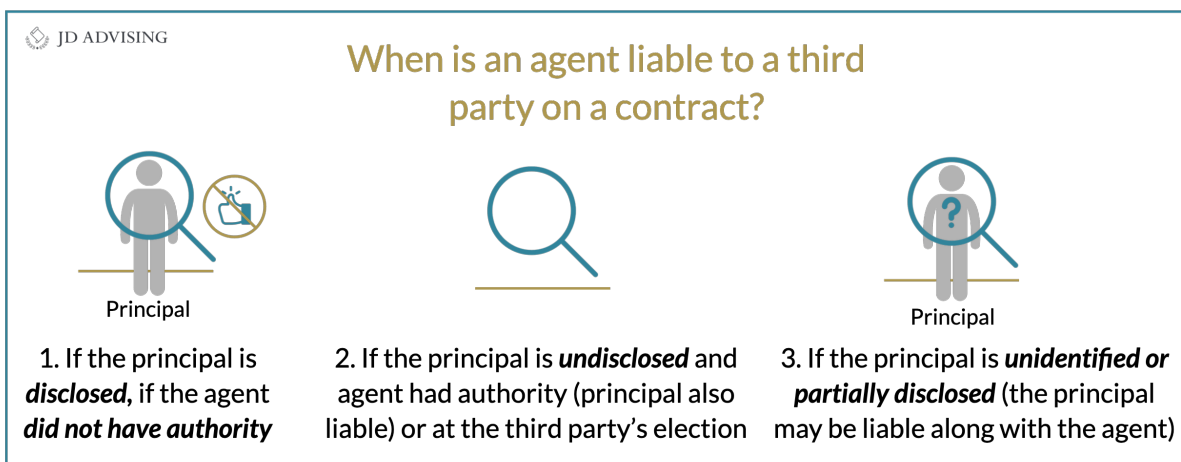 JD ADVISING
When is an agent liable to a third
party on a contract?
Principal
1. If the principal is
disclosed, if the agent
did not have authority
2. If the principal is undisclosed and
agent had authority (principal also
liable) or at the third party's election
?
Principal
3. If the principal is unidentified or
partially disclosed (the principal
may be liable along with the agent)